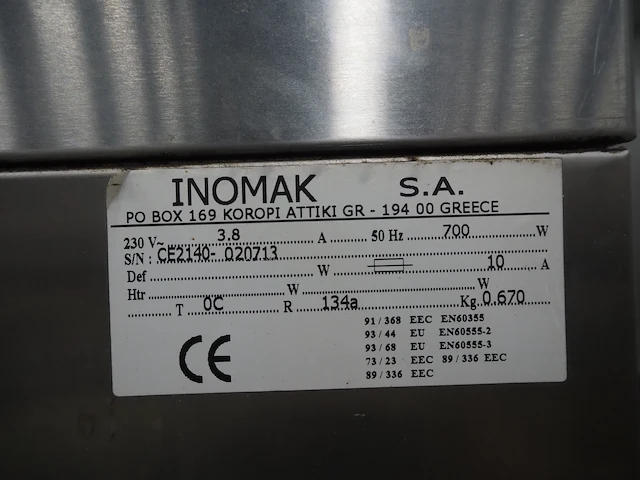 INOMAK S.A.
PO BOX 169 KOROPI ATTIKI GR - 194 00 GREECE
230 V~ 3.8 A 50 Hz 700 W
S/N : CE2140- 020713
Def W 10 A
Htr W W
T 0C R 134a Kg 0.670
91 / 368 EEC EN60355
93 / 44 EU EN60555-2
93 / 68 EU EN60555-3
73 / 23 EEC 89 / 336 EEC
89 / 336 EEC
CE